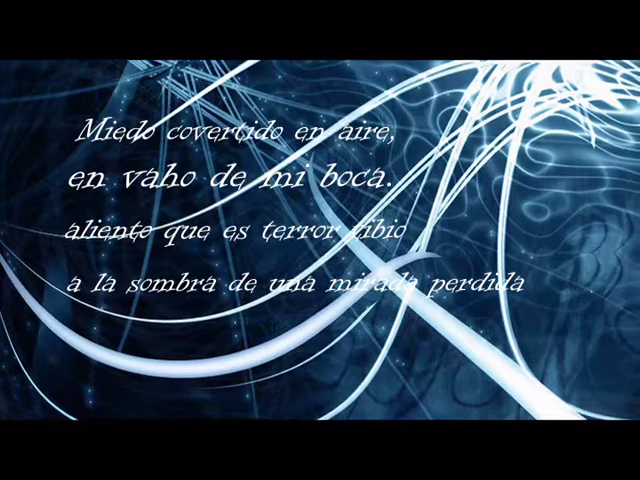 Miedo covertido en aire,
en vaho de mi boca.
aliento que es terror tibio
a la sombra de una mirada perdida